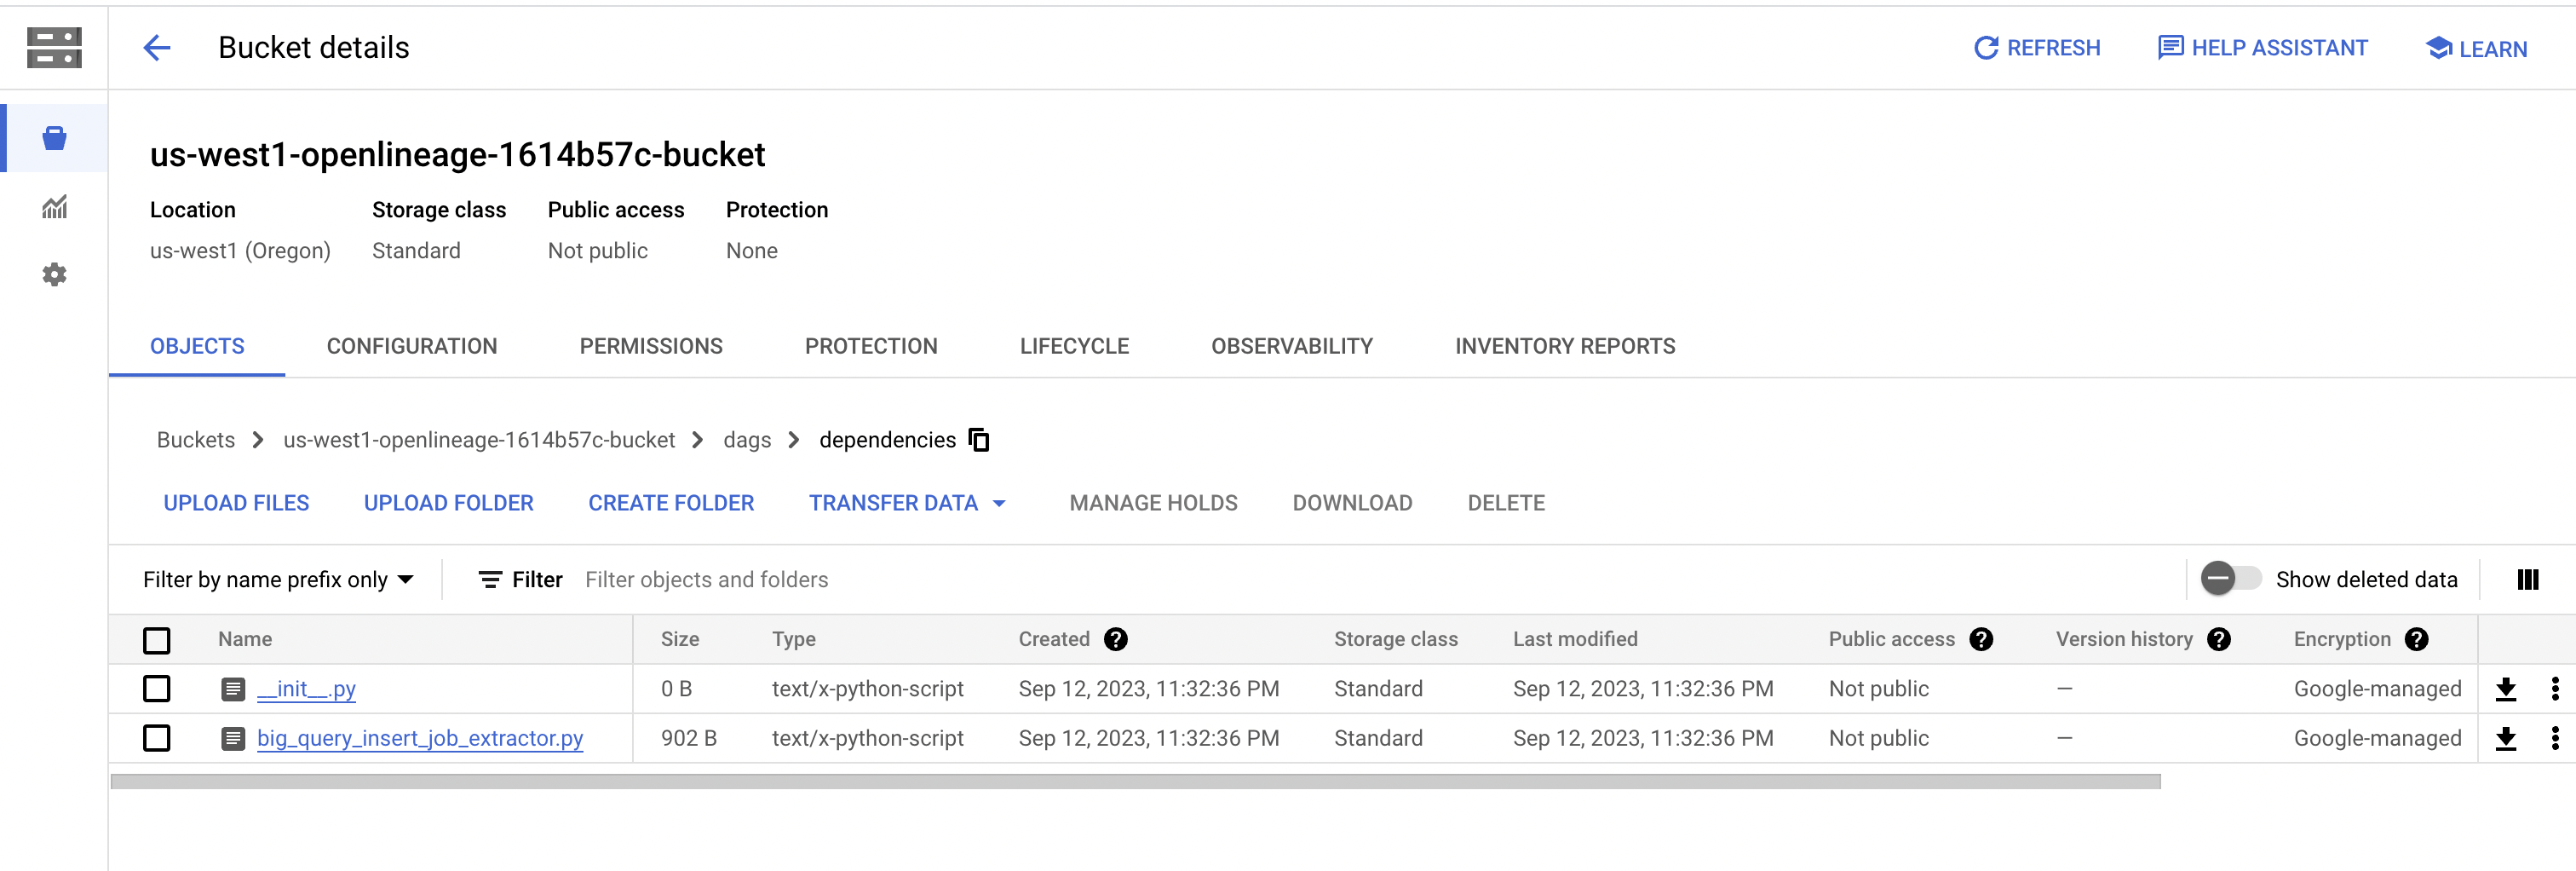 Bucket details
REFRESH HELP ASSISTANT LEARN
us-west1-openlineage-1614b57c-bucket
Location Storage class Public access Protection
us-west1 (Oregon) Standard Not public None
OBJECTS CONFIGURATION PERMISSIONS PROTECTION LIFECYCLE OBSERVABILITY INVENTORY REPORTS
Buckets > us-west1-openlineage-1614b57c-bucket > dags > dependencies
UPLOAD FILES UPLOAD FOLDER CREATE FOLDER TRANSFER DATA MANAGE HOLDS DOWNLOAD DELETE
Filter by name prefix only Filter Filter objects and folders Show deleted data
Name Size Type Created Storage class Last modified Public access Version history Encryption
__init__.py 0 B text/x-python-script Sep 12, 2023, 11:32:36 PM Standard Sep 12, 2023, 11:32:36 PM Not public — Google-managed
big_query_insert_job_extractor.py 902 B text/x-python-script Sep 12, 2023, 11:32:36 PM Standard Sep 12, 2023, 11:32:36 PM Not public — Google-managed